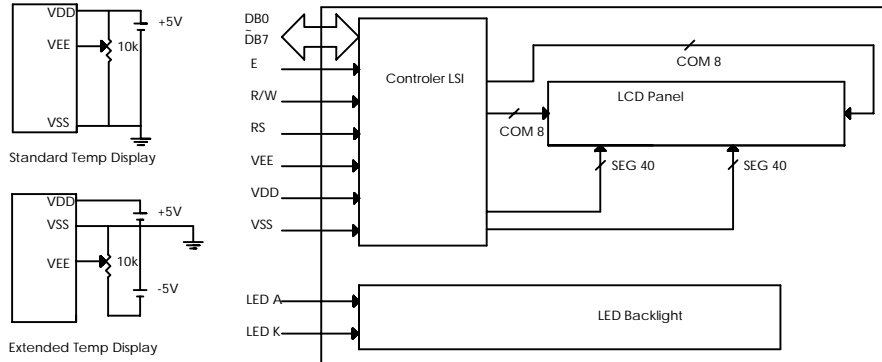 VDD
+5V
VEE
10k
VSS
Standard Temp Display
VDD
+5V
VSS
VEE
10k
-5V
Extended Temp Display
DB0
~
DB7
E
R/W
RS
VEE
VDD
VSS
LED A
LED K
Controler LSI
COM 8
LCD Panel
COM 8
SEG 40
SEG 40
LED Backlight